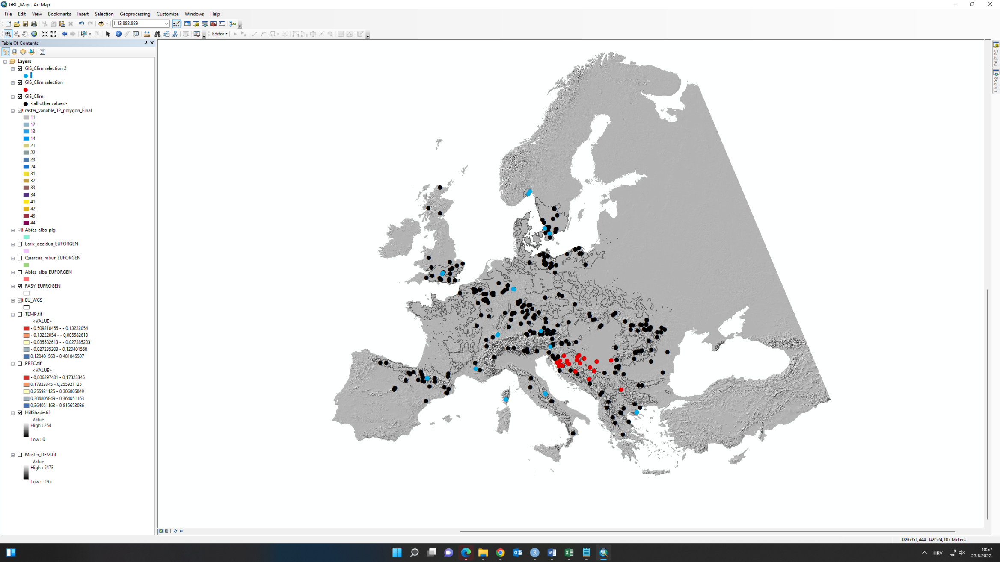 GBC_Map - ArcMap
File Edit View Bookmarks Insert Selection Geoprocessing Customize Windows Help
1:13.888.889
Editor
Table Of Contents
Layers
GIS_Clim selection 2
GIS_Clim selection
GIS_Clim
<all other values>
raster_variable_12_polygon_Final
11
12
13
14
21
22
23
24
31
32
33
34
41
42
43
44
Abies_alba_plg
Larix_decidua_EUFORGEN
Quercus_robur_EUFORGEN
Abies_alba_EUFORGEN
FASY_EUFROGEN
EU_WGS
TEMP.tif
<VALUE>
- 0,509210455 - - 0,13222054
- 0,13222054 - - 0,085582613
- 0,085582613 - - 0,027285203
- 0,027285203 - 0,120401568
0,120401568 - 0,481845507
PREC.tif
<VALUE>
- 0,806297481 - 0,17323345
0,17323345 - 0,255921125
0,255921125 - 0,306805849
0,306805849 - 0,364051163
0,364051163 - 0,815653086
HillShade.tif
Value
High : 254
Low : 0
Master_DEM.tif
Value
High : 5473
Low : -195
Catalog
Search
1896951,444 149524,107 Meters
HRV
10:57
27.6.2022.